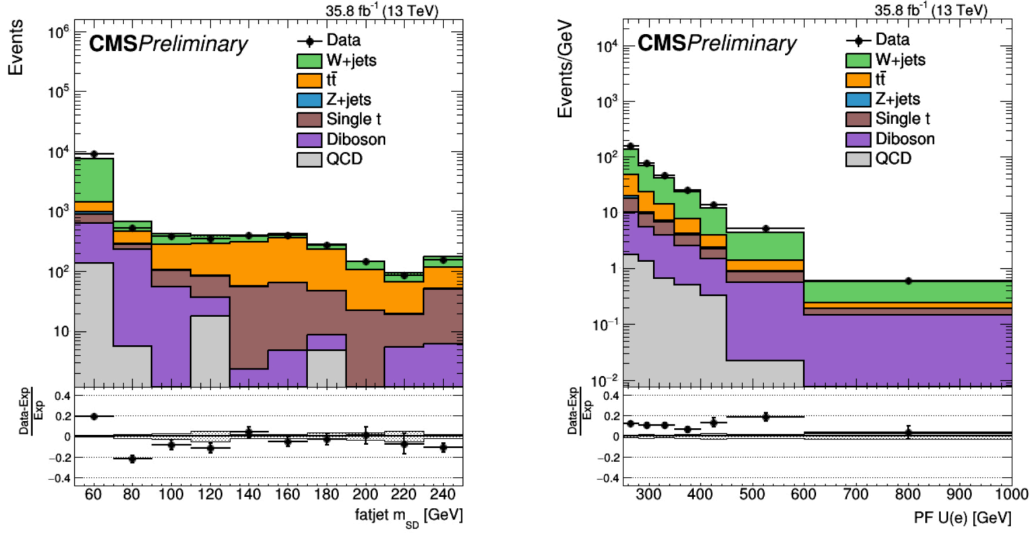 35.8 fb⁻¹ (13 TeV)
Events
10⁶
10⁵
10⁴
10³
10²
10
CMS Preliminary
Data
W+jets
tt̄
Z+jets
Single t
Diboson
QCD
Data-Exp
Exp
0.4
0.2
0
−0.2
−0.4
60 80 100 120 140 160 180 200 220 240
fatjet m_SD [GeV]
35.8 fb⁻¹ (13 TeV)
Events/GeV
10⁴
10³
10²
10
1
10⁻¹
10⁻²
CMS Preliminary
Data
W+jets
tt̄
Z+jets
Single t
Diboson
QCD
Data-Exp
Exp
0.4
0.2
0
−0.2
−0.4
300 400 500 600 700 800 900 1000
PF U(e) [GeV]